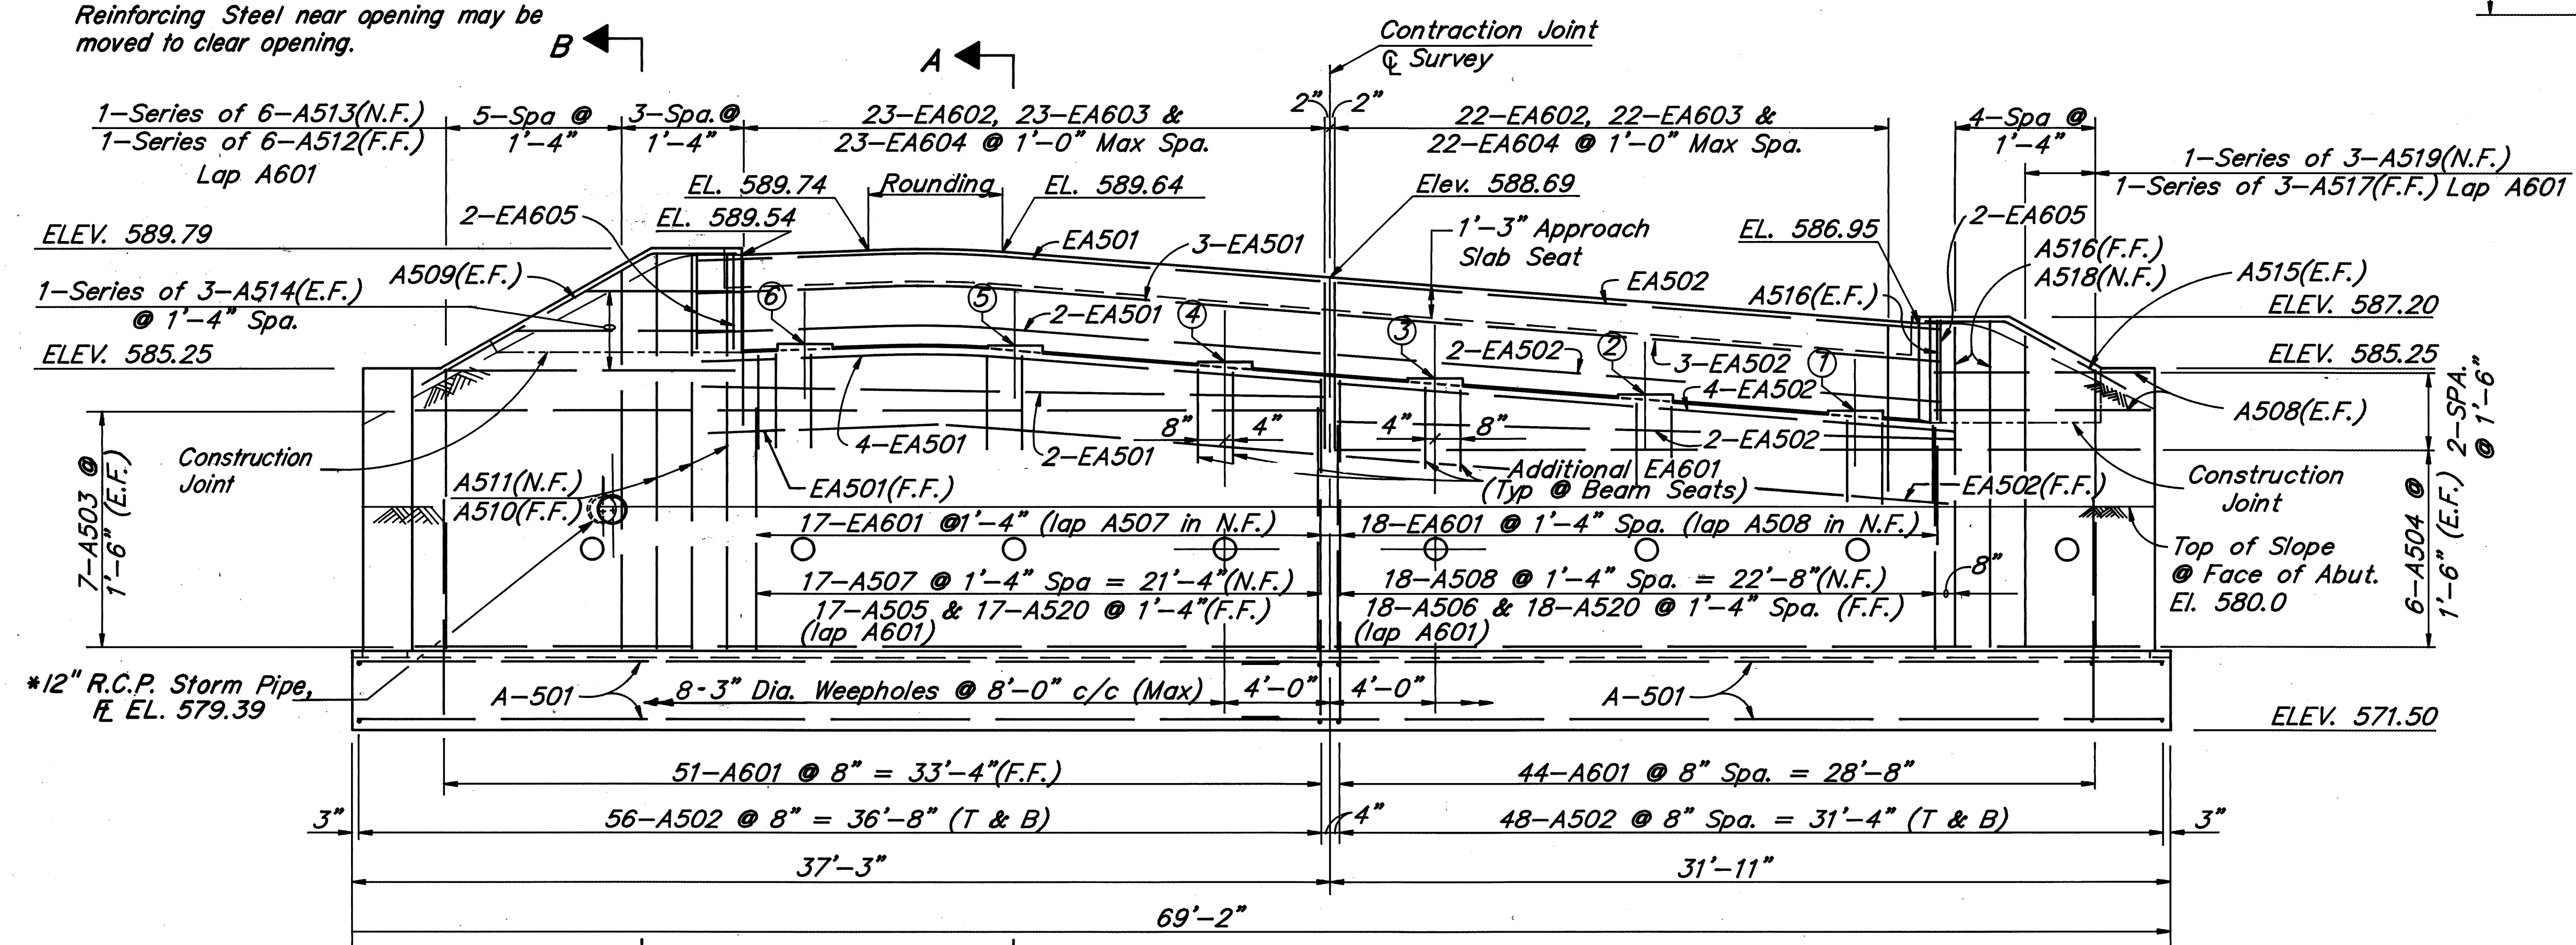 Reinforcing Steel near opening may be
moved to clear opening.
B
A
Contraction Joint
℄ Survey
1-Series of 6-A513(N.F.)
1-Series of 6-A512(F.F.)
Lap A601
5-Spa @
1'-4"
3-Spa.@
1'-4"
23-EA602, 23-EA603 &
23-EA604 @ 1'-0" Max Spa.
2"
2"
22-EA602, 22-EA603 &
22-EA604 @ 1'-0" Max Spa.
4-Spa @
1'-4"
1-Series of 3-A519(N.F.)
1-Series of 3-A517(F.F.) Lap A601
EL. 589.74
Rounding
EL. 589.64
Elev. 588.69
2-EA605
EL. 589.54
ELEV. 589.79
EA501
3-EA501
1'-3" Approach
Slab Seat
EL. 586.95
2-EA605
A516(F.F.)
A518(N.F.)
A509(E.F.)
1-Series of 3-A514(E.F.)
@ 1'-4" Spa.
ELEV. 585.25
EA502
A516(E.F.)
A515(E.F.)
ELEV. 587.20
ELEV. 585.25
6
5
4
3
2
1
2-EA501
2-EA502
3-EA502
4-EA502
A508(E.F.)
2-SPA.
@ 1'-6"
8"
4"
4"
8"
4-EA501
2-EA501
2-EA502
Construction
Joint
A511(N.F.)
A510(F.F.)
EA501(F.F.)
Additional EA601
(Typ @ Beam Seats)
EA502(F.F.)
Construction
Joint
7-A503 @
1'-6" (E.F.)
17-EA601 @1'-4" (lap A507 in N.F.)
18-EA601 @ 1'-4" Spa. (lap A508 in N.F.)
17-A507 @ 1'-4" Spa = 21'-4"(N.F.)
17-A505 & 17-A520 @ 1'-4"(F.F.)
(lap A601)
18-A508 @ 1'-4" Spa. = 22'-8"(N.F.)
18-A506 & 18-A520 @ 1'-4" Spa. (F.F.)
(lap A601)
8"
Top of Slope
@ Face of Abut.
El. 580.0
6-A504 @
1'-6" (E.F.)
*12" R.C.P. Storm Pipe,
FL EL. 579.39
A-501
8-3" Dia. Weepholes @ 8'-0" c/c (Max)
4'-0"
4'-0"
A-501
ELEV. 571.50
51-A601 @ 8" = 33'-4"(F.F.)
44-A601 @ 8" Spa. = 28'-8"
3"
56-A502 @ 8" = 36'-8" (T & B)
4"
48-A502 @ 8" Spa. = 31'-4" (T & B)
3"
37'-3"
31'-11"
69'-2"